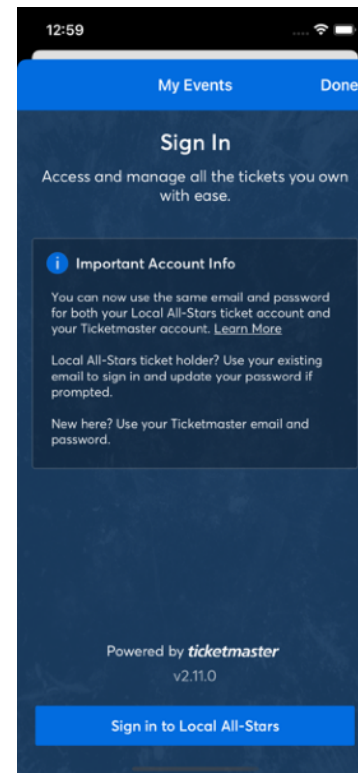 12:59
My Events
Done
Sign In
Access and manage all the tickets you own
with ease.
Important Account Info
You can now use the same email and password
for both your Local All-Stars ticket account and
your Ticketmaster account. Learn More
Local All-Stars ticket holder? Use your existing
email to sign in and update your password if
prompted.
New here? Use your Ticketmaster email and
password.
Powered by ticketmaster
v2.11.0
Sign in to Local All-Stars